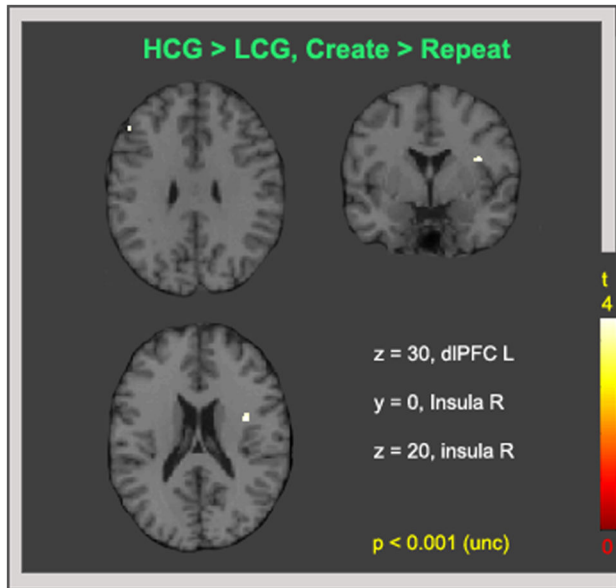 HCG > LCG, Create > Repeat
t
4
z = 30, dlPFC L
y = 0, Insula R
z = 20, insula R
p < 0.001 (unc)
0